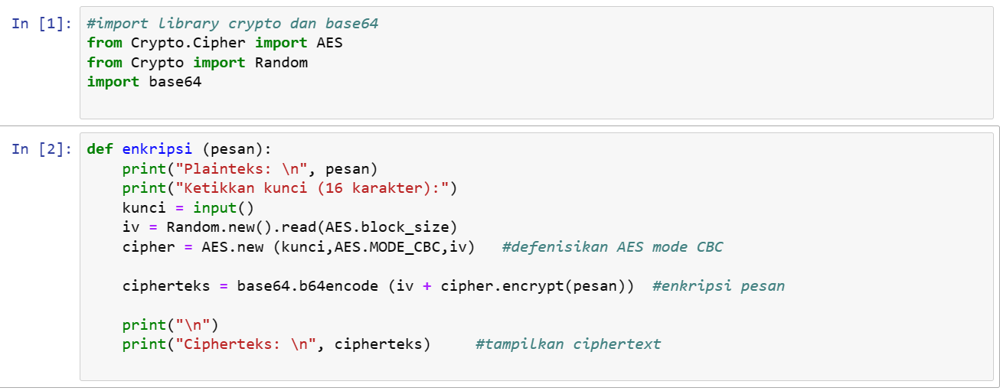 In [1]: #import library crypto dan base64
from Crypto.Cipher import AES
from Crypto import Random
import base64
In [2]: def enkripsi (pesan):
    print("Plainteks: \n", pesan)
    print("Ketikkan kunci (16 karakter):")
    kunci = input()
    iv = Random.new().read(AES.block_size)
    cipher = AES.new (kunci,AES.MODE_CBC,iv)   #defenisikan AES mode CBC
    cipherteks = base64.b64encode (iv + cipher.encrypt(pesan))  #enkripsi pesan
    print("\n")
    print("Cipherteks: \n", cipherteks)     #tampilkan ciphertext